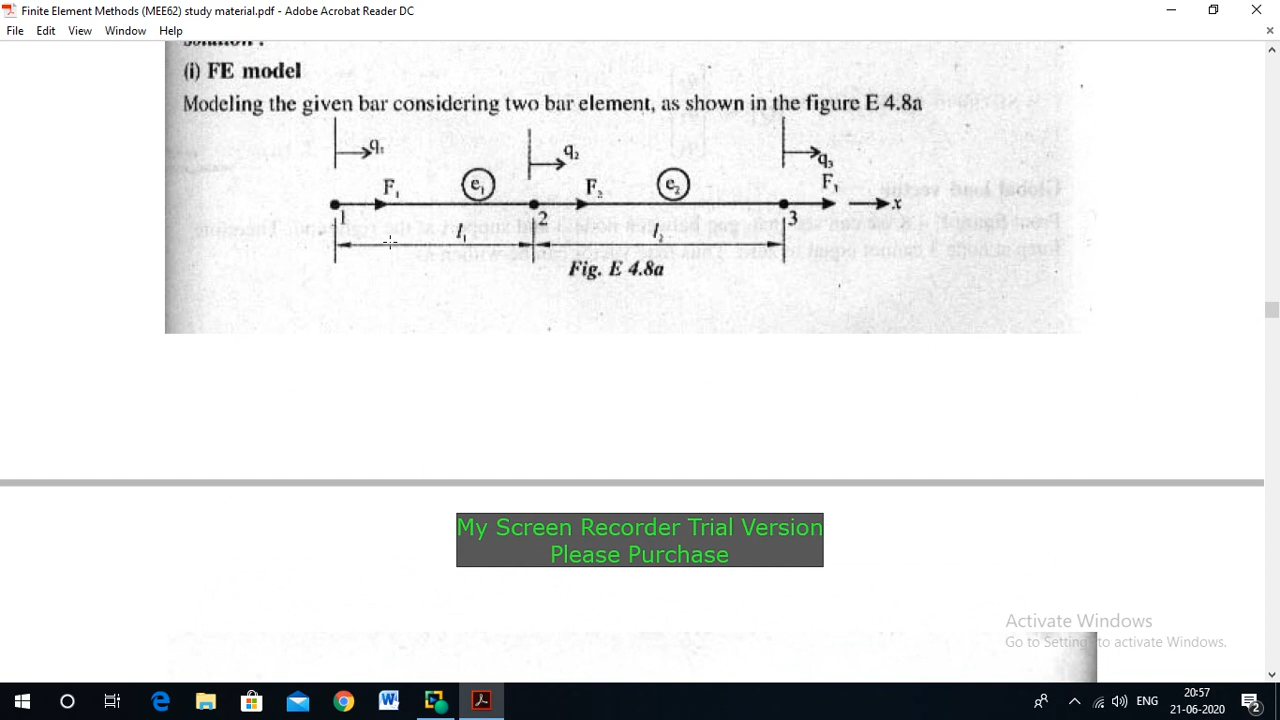 Finite Element Methods (MEE62) study material.pdf - Adobe Acrobat Reader DC
File Edit View Window Help
(i) FE model
Modeling the given bar considering two bar element, as shown in the figure E 4.8a
q₁ q₂ q₃
F₁ e₁ F₂ e₂ F₁ x
1 2 3
l₁ l₂
Fig. E 4.8a
My Screen Recorder Trial Version
Please Purchase
Activate Windows
Go to Settings to activate Windows.
ENG
20:57
21-06-2020
2